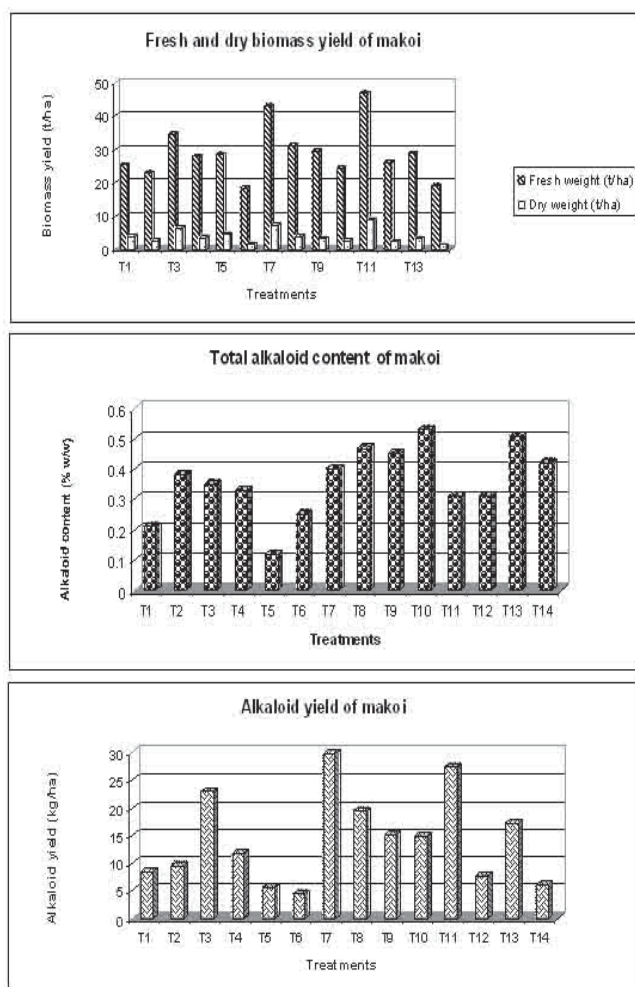 Fresh and dry biomass yield of makoi
Biomass yield (t/ha)
50
40
30
20
10
0
T1 T3 T5 T7 T9 T11 T13
Treatments
Fresh weight (t/ha)
Dry weight (t/ha)
Total alkaloid content of makoi
Alkaloid content (% w/w)
0.6
0.5
0.4
0.3
0.2
0.1
0
T1 T2 T3 T4 T5 T6 T7 T8 T9 T10 T11 T12 T13 T14
Treatments
Alkaloid yield of makoi
Alkaloid yield (kg/ha)
30
25
20
15
10
5
0
T1 T2 T3 T4 T5 T6 T7 T8 T9 T10 T11 T12 T13 T14
Treatments